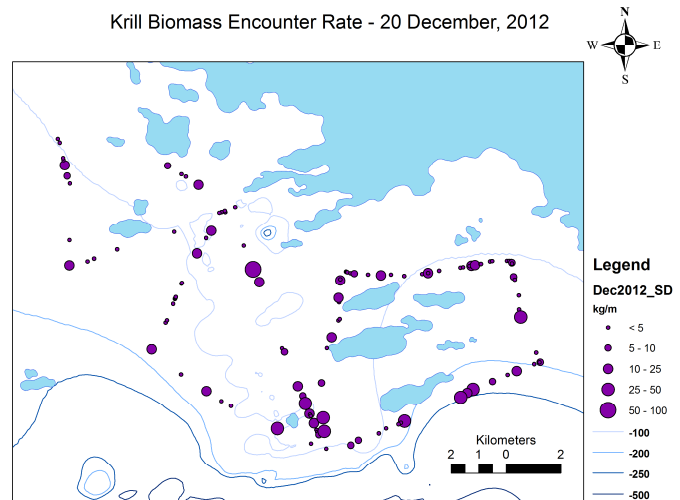 Krill Biomass Encounter Rate - 20 December, 2012
N
W E
S
Legend
Dec2012_SD
kg/m
< 5
5 - 10
10 - 25
25 - 50
50 - 100
-100
-200
-250
-500
Kilometers
2 1 0 2